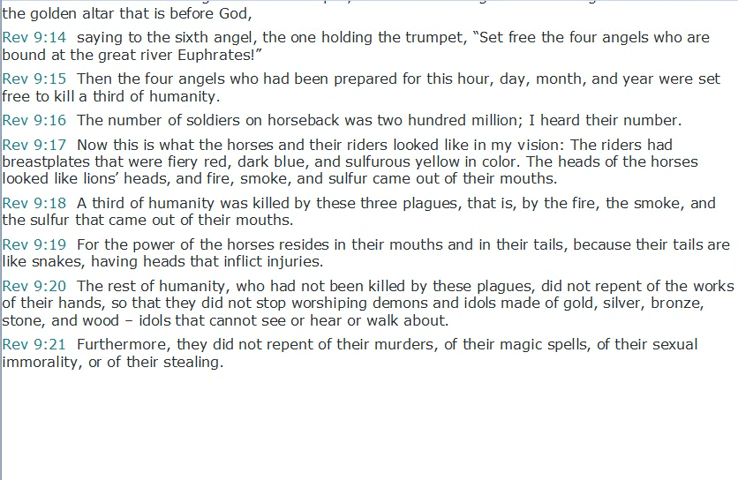 the golden altar that is before God,
Rev 9:14 saying to the sixth angel, the one holding the trumpet, “Set free the four angels who are
bound at the great river Euphrates!”
Rev 9:15 Then the four angels who had been prepared for this hour, day, month, and year were set
free to kill a third of humanity.
Rev 9:16 The number of soldiers on horseback was two hundred million; I heard their number.
Rev 9:17 Now this is what the horses and their riders looked like in my vision: The riders had
breastplates that were fiery red, dark blue, and sulfurous yellow in color. The heads of the horses
looked like lions’ heads, and fire, smoke, and sulfur came out of their mouths.
Rev 9:18 A third of humanity was killed by these three plagues, that is, by the fire, the smoke, and
the sulfur that came out of their mouths.
Rev 9:19 For the power of the horses resides in their mouths and in their tails, because their tails are
like snakes, having heads that inflict injuries.
Rev 9:20 The rest of humanity, who had not been killed by these plagues, did not repent of the works
of their hands, so that they did not stop worshiping demons and idols made of gold, silver, bronze,
stone, and wood – idols that cannot see or hear or walk about.
Rev 9:21 Furthermore, they did not repent of their murders, of their magic spells, of their sexual
immorality, or of their stealing.